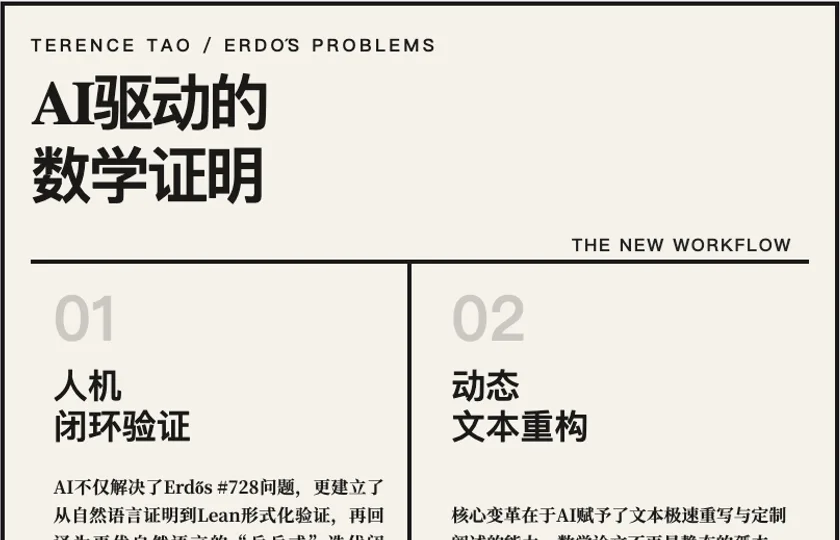 TERENCE TAO / ERDŐS PROBLEMS
AI驱动的
数学证明
THE NEW WORKFLOW
01
人机
闭环验证
AI不仅解决了Erdős #728问题，更建立了
从自然语言证明到Lean形式化验证，再回
02
动态
文本重构
核心变革在于AI赋予了文本极速重写与定制